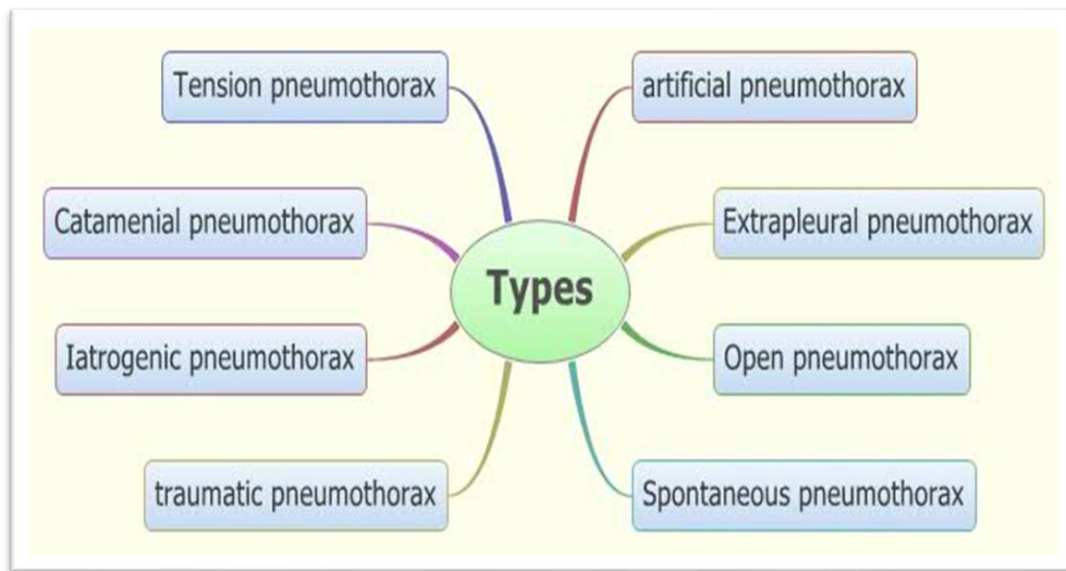 Tension pneumothorax
artificial pneumothorax
Catamenial pneumothorax
Extrapleural pneumothorax
Types
Iatrogenic pneumothorax
Open pneumothorax
traumatic pneumothorax
Spontaneous pneumothorax